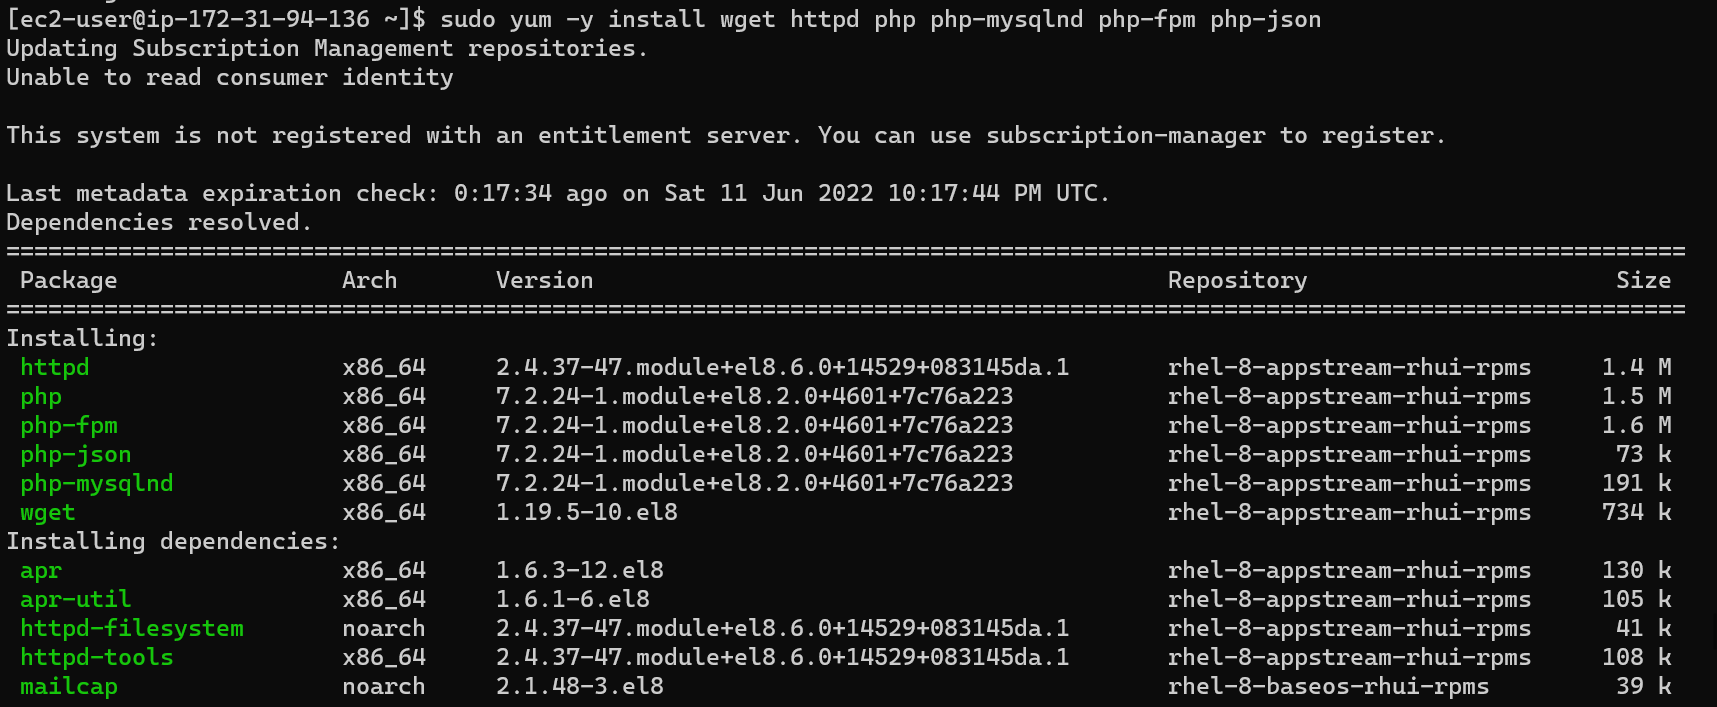 [ec2-user@ip-172-31-94-136 ~]$ sudo yum -y install wget httpd php php-mysqlnd php-fpm php-json
Updating Subscription Management repositories.
Unable to read consumer identity

This system is not registered with an entitlement server. You can use subscription-manager to register.

Last metadata expiration check: 0:17:34 ago on Sat 11 Jun 2022 10:17:44 PM UTC.
Dependencies resolved.
========================================================================================================================
 Package                Arch       Version                                         Repository                      Size
========================================================================================================================
Installing:
 httpd                  x86_64     2.4.37-47.module+el8.6.0+14529+083145da.1       rhel-8-appstream-rhui-rpms     1.4 M
 php                    x86_64     7.2.24-1.module+el8.2.0+4601+7c76a223           rhel-8-appstream-rhui-rpms     1.5 M
 php-fpm                x86_64     7.2.24-1.module+el8.2.0+4601+7c76a223           rhel-8-appstream-rhui-rpms     1.6 M
 php-json               x86_64     7.2.24-1.module+el8.2.0+4601+7c76a223           rhel-8-appstream-rhui-rpms      73 k
 php-mysqlnd            x86_64     7.2.24-1.module+el8.2.0+4601+7c76a223           rhel-8-appstream-rhui-rpms     191 k
 wget                   x86_64     1.19.5-10.el8                                   rhel-8-appstream-rhui-rpms     734 k
Installing dependencies:
 apr                    x86_64     1.6.3-12.el8                                    rhel-8-appstream-rhui-rpms     130 k
 apr-util               x86_64     1.6.1-6.el8                                     rhel-8-appstream-rhui-rpms     105 k
 httpd-filesystem       noarch     2.4.37-47.module+el8.6.0+14529+083145da.1       rhel-8-appstream-rhui-rpms      41 k
 httpd-tools            x86_64     2.4.37-47.module+el8.6.0+14529+083145da.1       rhel-8-appstream-rhui-rpms     108 k
 mailcap                noarch     2.1.48-3.el8                                    rhel-8-baseos-rhui-rpms         39 k